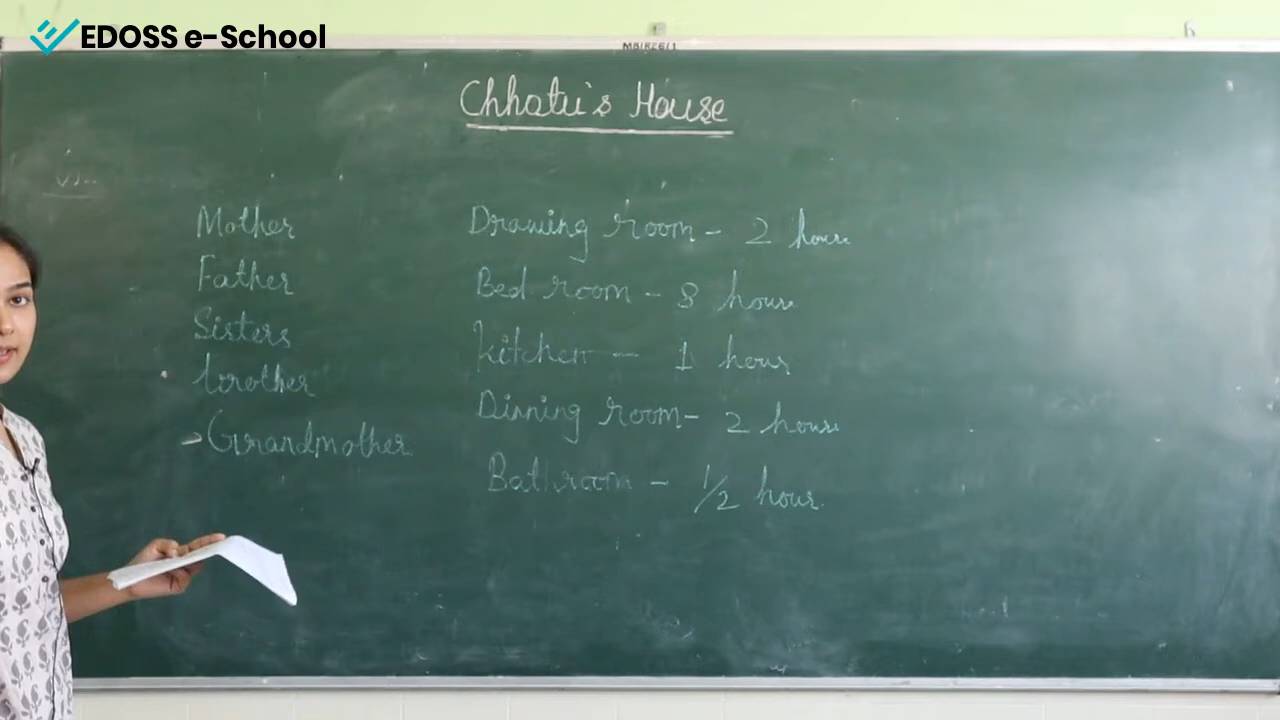 EDOSS e-School
Chhatu's House
Mother
Father
Sisters
brother
Grandmother
Drawing room - 2 hours
Bed room - 8 hours
Kitchen - 1 hour
Dinning room - 2 hours
Bathroom - 1/2 hour.